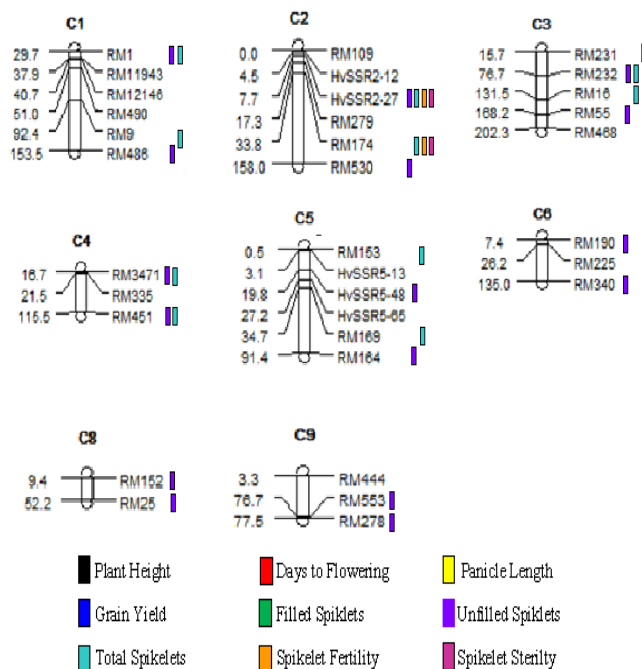 C1
29.7 RM1
37.9 RM11943
40.7 RM12146
51.0 RM490
92.4 RM9
153.5 RM486
C2
0.0 RM109
4.5 HvSSR2-12
7.7 HvSSR2-27
17.3 RM279
33.8 RM174
158.0 RM530
C3
15.7 RM231
76.7 RM232
131.5 RM16
168.2 RM55
202.3 RM468
C4
16.7 RM3471
21.5 RM335
115.5 RM451
C5
0.5 RM153
3.1 HvSSR5-13
19.8 HvSSR5-48
27.2 HvSSR5-65
34.7 RM169
91.4 RM164
C6
7.4 RM190
26.2 RM225
135.0 RM340
C8
9.4 RM152
52.2 RM25
C9
3.3 RM444
76.7 RM553
77.5 RM278
Plant Height
Days to Flowering
Panicle Length
Grain Yield
Filled Spiklets
Unfilled Spiklets
Total Spikelets
Spikelet Fertility
Spikelet Sterilty